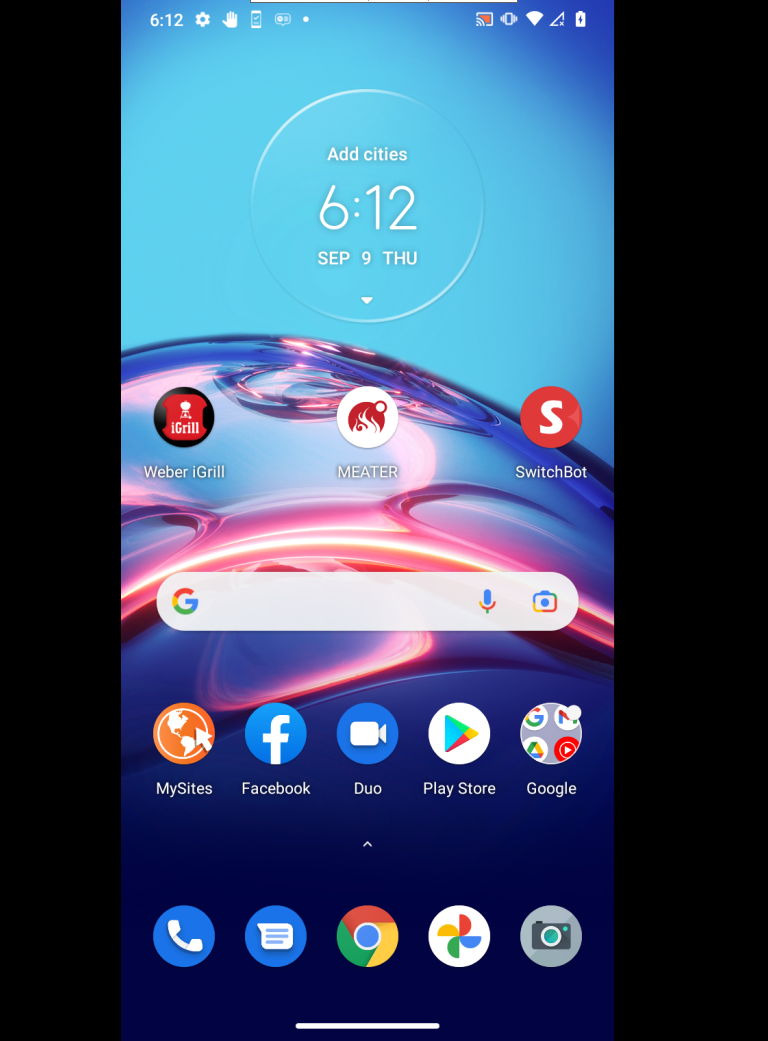 6:12
Add cities
6:12
SEP 9 THU
iGrill
S
Weber iGrill
MEATER
SwitchBot
G
f
G
MySites
Facebook
Duo
Play Store
Google